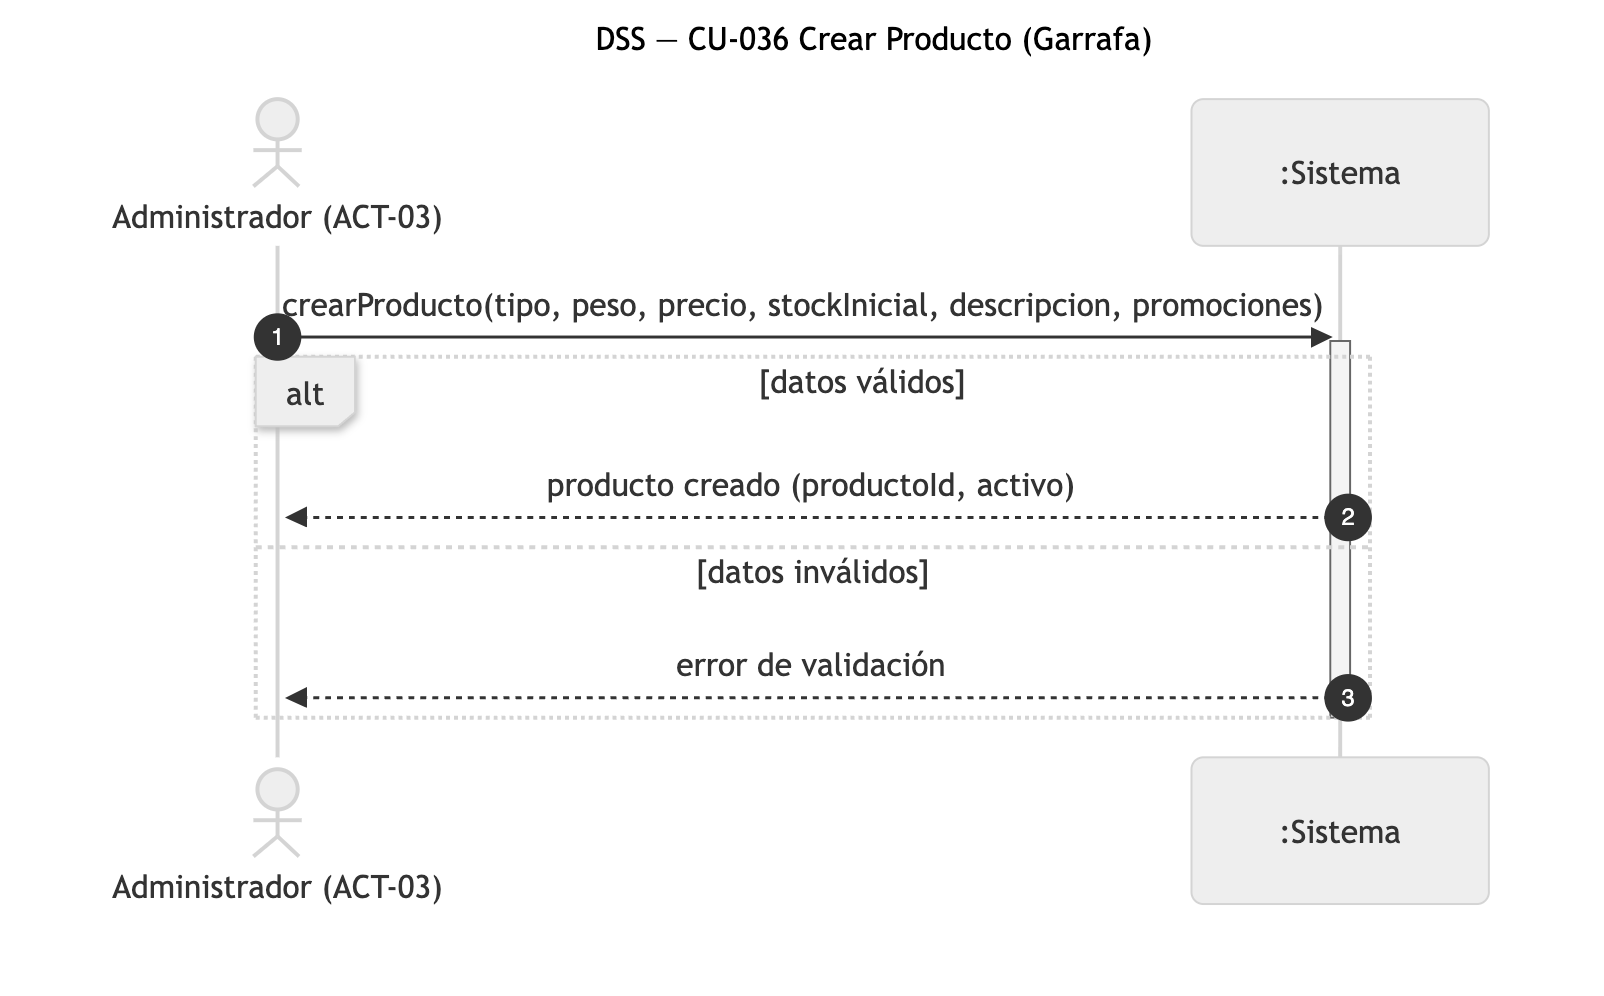 DSS — CU-036 Crear Producto (Garrafa)
Administrador (ACT-03)
:Sistema
crearProducto(tipo, peso, precio, stockInicial, descripcion, promociones)
1
alt
[datos válidos]
producto creado (productoId, activo)
2
[datos inválidos]
error de validación
3
Administrador (ACT-03)
:Sistema